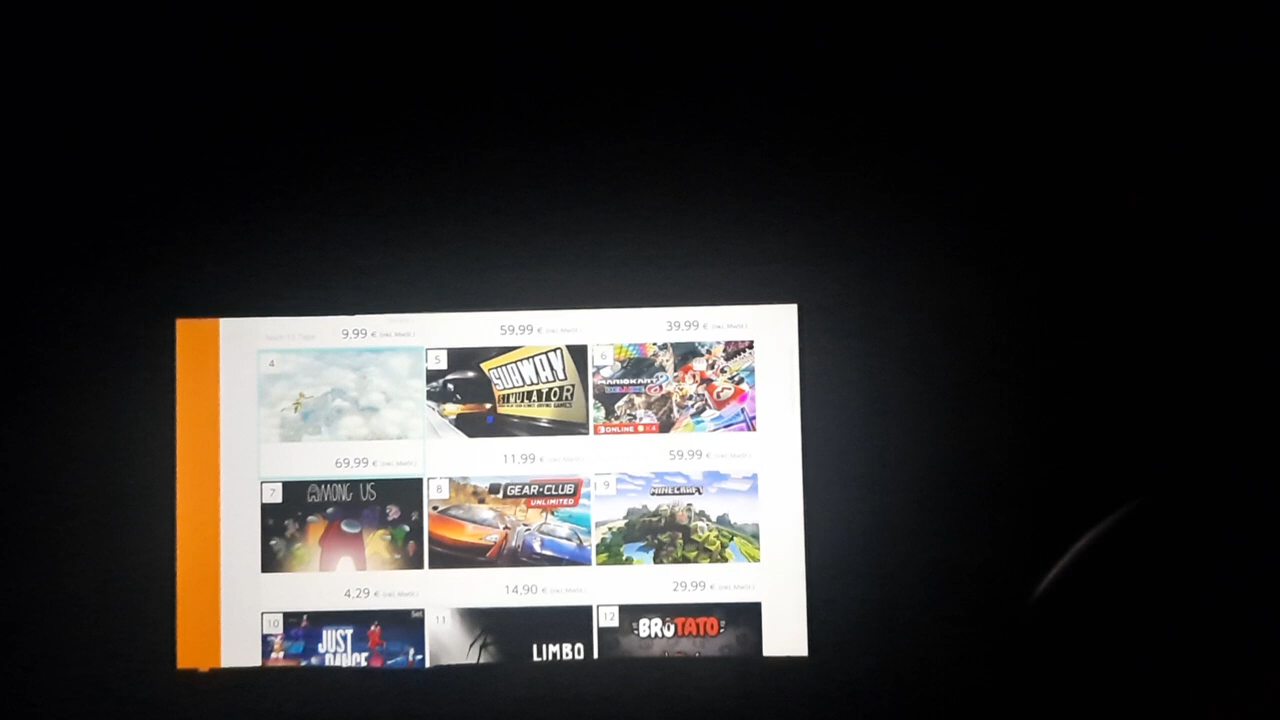 9,99 € (inkl. MwSt.) 59,99 € (inkl. MwSt.) 39,99 € (inkl. MwSt.)
4
5
SUBWAY
SIMULATOR
6
MARIOKART 8
DELUXE
ONLINE
69,99 € (inkl. MwSt.) 11,99 € (inkl. MwSt.) 59,99 € (inkl. MwSt.)
7
AMONG US
8
GEAR·CLUB
UNLIMITED
9
MINECRAFT
4,29 € (inkl. MwSt.) 14,90 € (inkl. MwSt.) 29,99 € (inkl. MwSt.)
10
JUST
DANCE
11
LIMBO
12
BROTATO